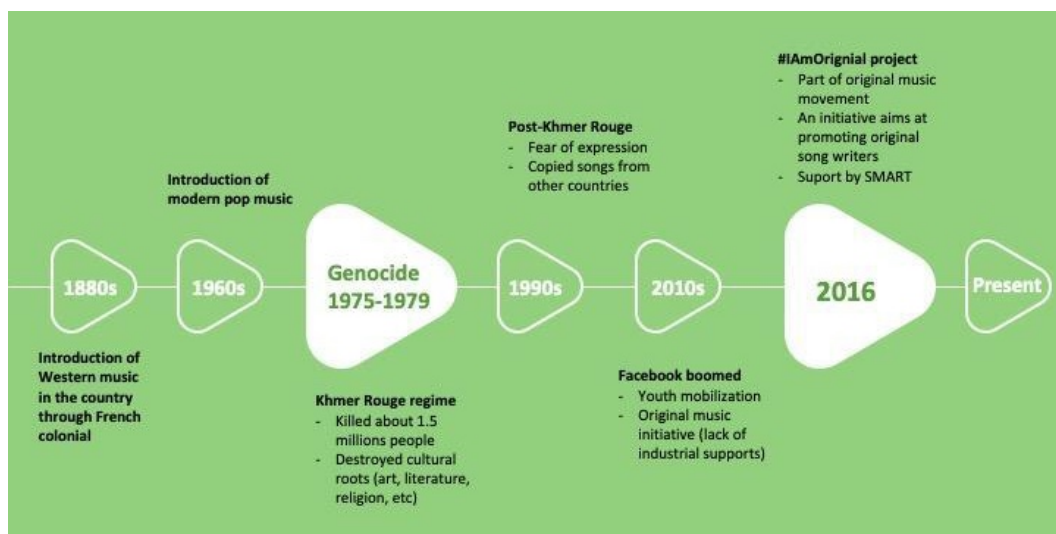 1880s
Introduction of
Western music
in the country
through French
colonial
Introduction of
modern pop music
1960s
Genocide
1975-1979
Khmer Rouge regime
- Killed about 1.5
millions people
- Destroyed cultural
roots (art, literature,
religion, etc)
Post-Khmer Rouge
- Fear of expression
- Copied songs from
other countries
1990s
2010s
Facebook boomed
- Youth mobilization
- Original music
initiative (lack of
industrial supports)
#IAmOrignial project
- Part of original music
movement
- An initiative aims at
promoting original
song writers
- Suport by SMART
2016
Present